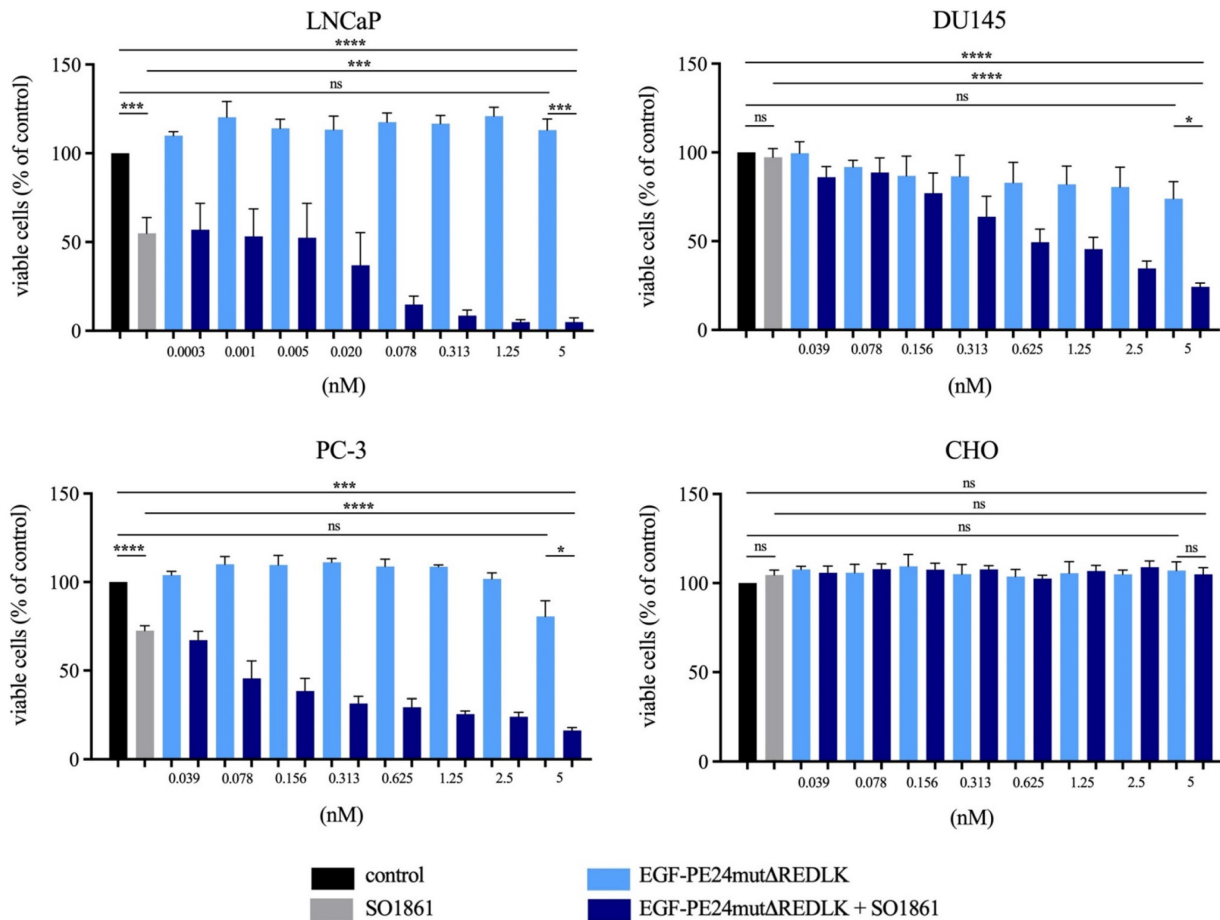 LNCaP
****
***
ns
***
***
150
100
50
0
viable cells (% of control)
0.0003 0.001 0.005 0.020 0.078 0.313 1.25 5
(nM)
DU145
****
****
ns
ns
*
150
100
50
0
viable cells (% of control)
0.039 0.078 0.156 0.313 0.625 1.25 2.5 5
(nM)
PC-3
***
****
ns
****
*
150
100
50
0
viable cells (% of control)
0.039 0.078 0.156 0.313 0.625 1.25 2.5 5
(nM)
CHO
ns
ns
ns
ns
ns
150
100
50
0
viable cells (% of control)
0.039 0.078 0.156 0.313 0.625 1.25 2.5 5
(nM)
control
SO1861
EGF-PE24mutΔREDLK
EGF-PE24mutΔREDLK + SO1861